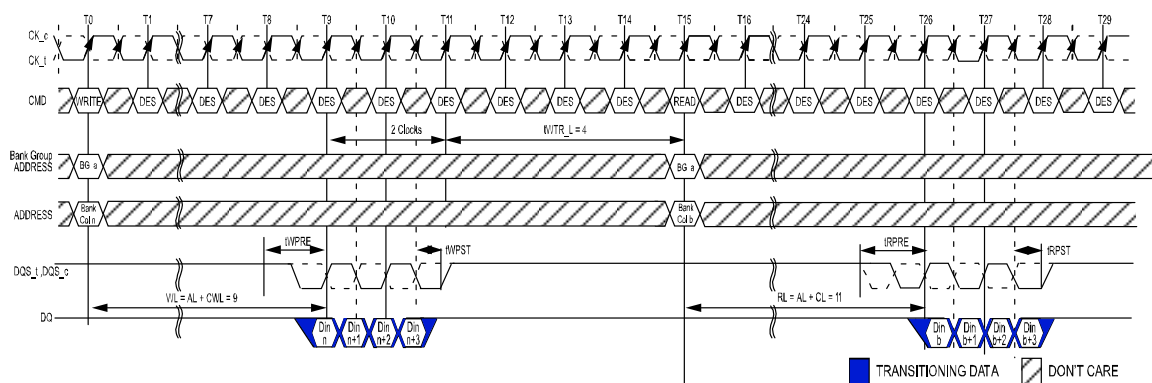 T0 T1 T7 T8 T9 T10 T11 T12 T13 T14 T15 T16 T24 T25 T26 T27 T28 T29
CK_c
CK_t
CMD WRITE DES DES DES DES DES DES DES DES DES READ DES DES DES DES DES DES DES
2 Clocks tWTR_L = 4
Bank Group
ADDRESS BG a BG a
ADDRESS Bank
Col n Bank
Col b
tWPRE tWPST tRPRE tRPST
DQS_t ,DQS_c
WL = AL + CWL = 9 RL = AL + CL = 11
DQ Din
n Din
n+1 Din
n+2 Din
n+3 Din
b Din
b+1 Din
b+2 Din
b+3
TRANSITIONING DATA DON'T CARE